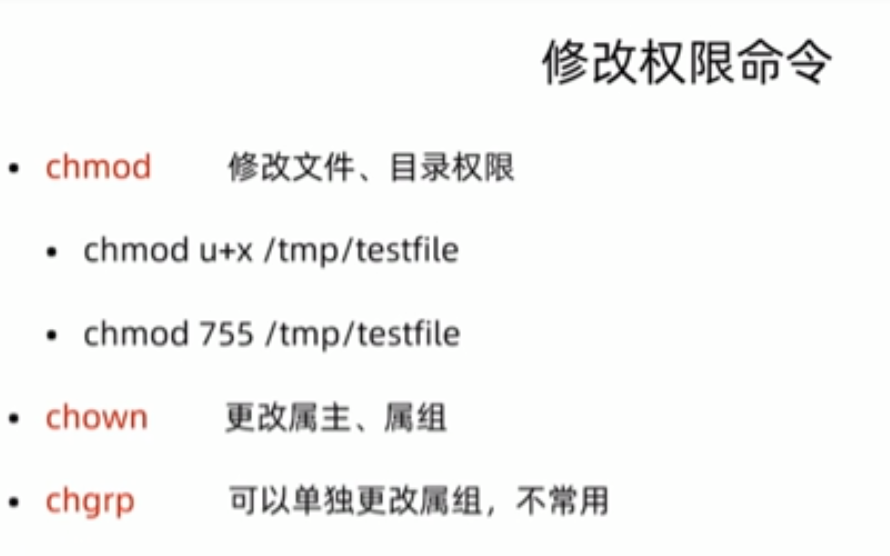 修改权限命令
• chmod 修改文件、目录权限
• chmod u+x /tmp/testfile
• chmod 755 /tmp/testfile
• chown 更改属主、属组
• chgrp 可以单独更改属组，不常用